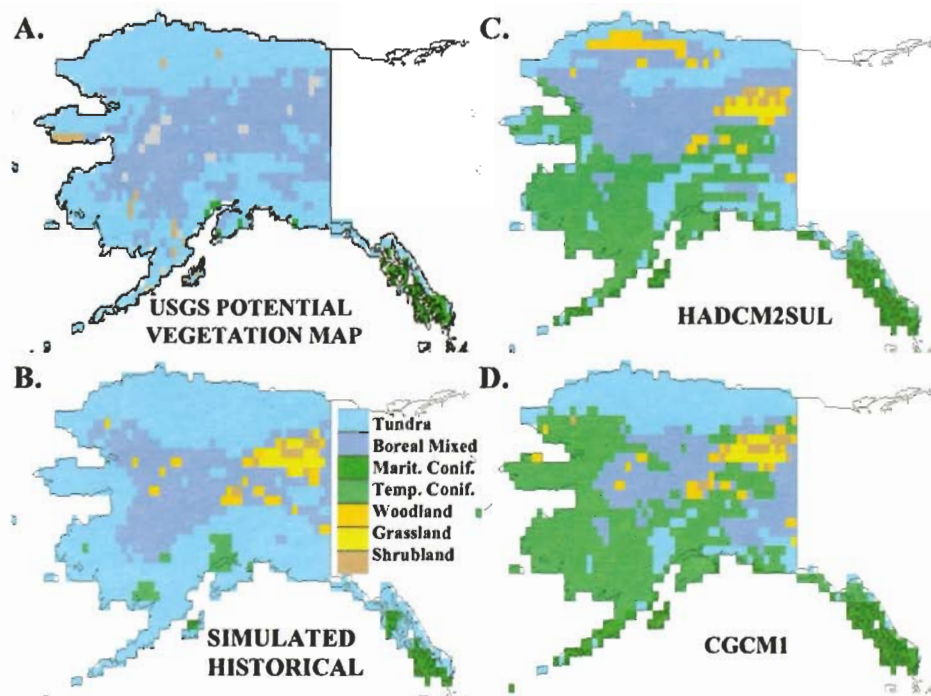 A.
USGS POTENTIAL
VEGETATION MAP
C.
HADCM2SUL
B.
SIMULATED
HISTORICAL
Tundra
Boreal Mixed
Marit. Conif.
Temp. Conif.
Woodland
Grassland
Shrubland
D.
CGCM1